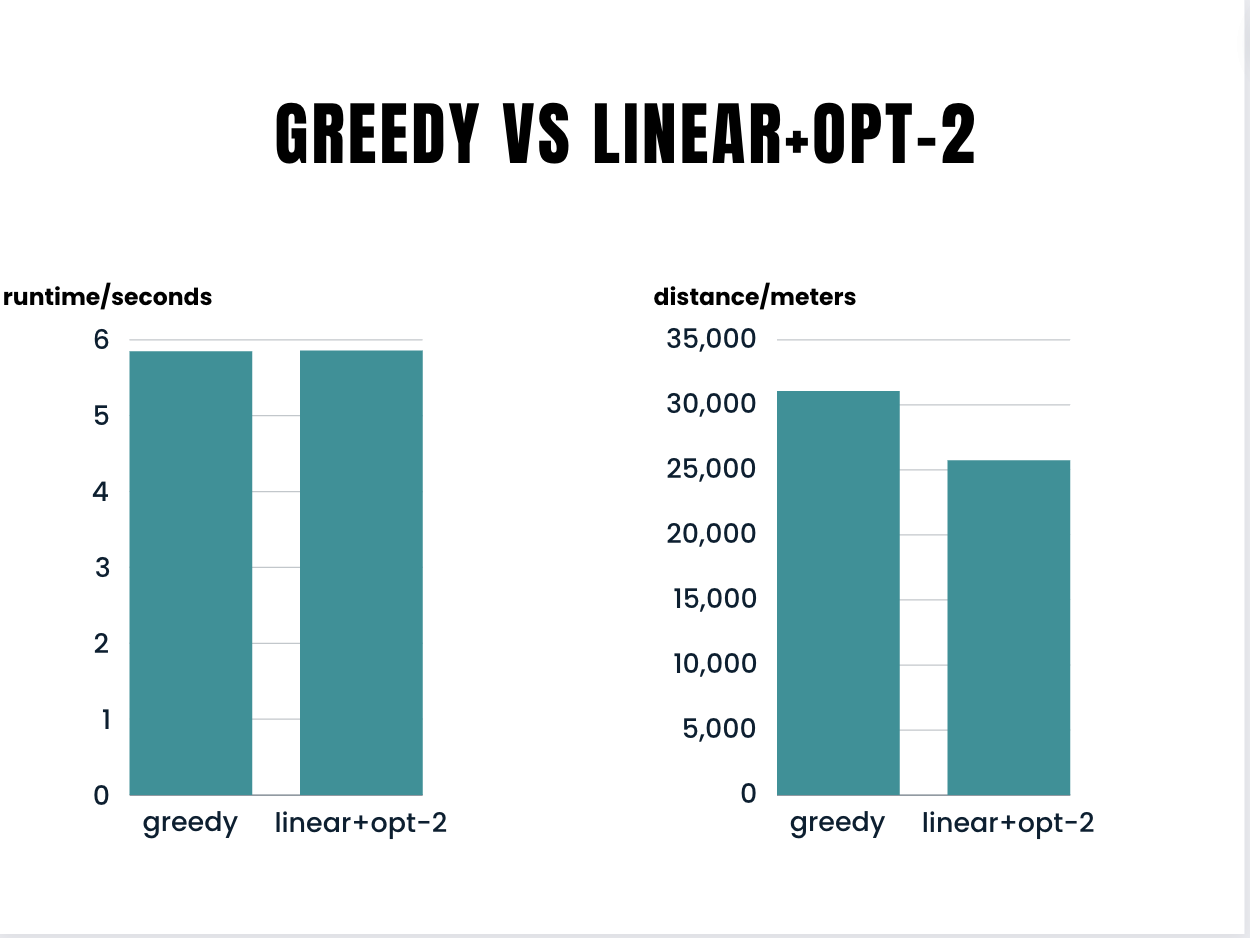 GREEDY VS LINEAR+OPT-2
runtime/seconds
6
5
4
3
2
1
0
greedy
linear+opt-2
distance/meters
35,000
30,000
25,000
20,000
15,000
10,000
5,000
0
greedy
linear+opt-2